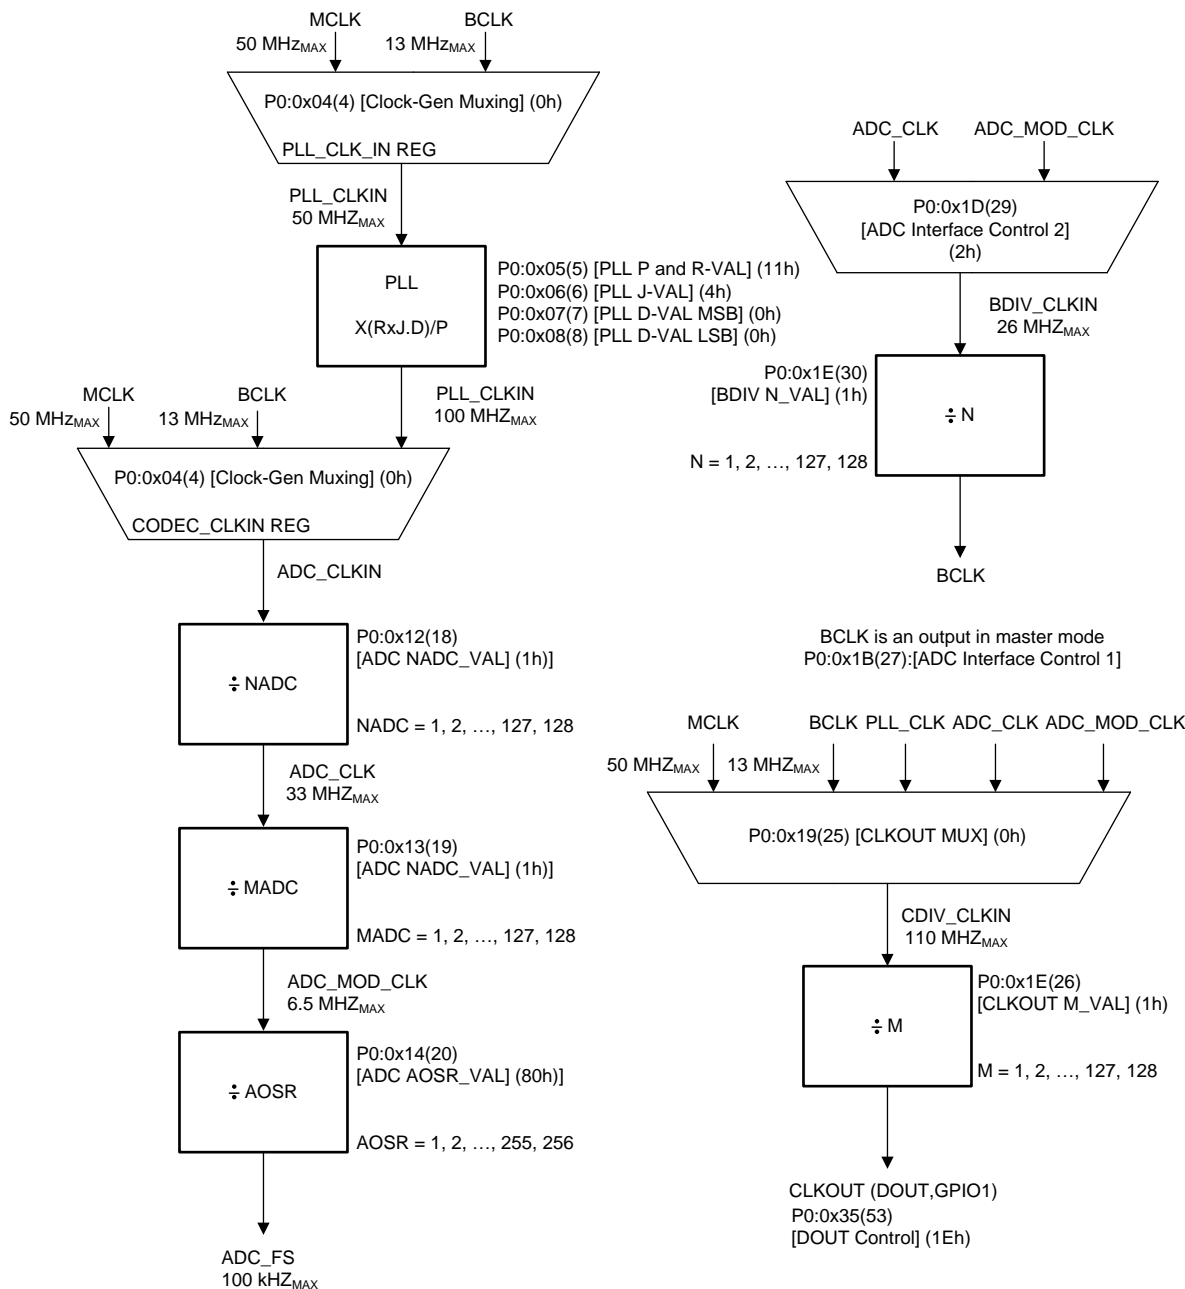 MCLK
BCLK
50 MHzMAX
13 MHzMAX
P0:0x04(4) [Clock-Gen Muxing] (0h)
PLL_CLK_IN REG
PLL_CLKIN
50 MHZMAX
PLL
X(RxJ.D)/P
P0:0x05(5) [PLL P and R-VAL] (11h)
P0:0x06(6) [PLL J-VAL] (4h)
P0:0x07(7) [PLL D-VAL MSB] (0h)
P0:0x08(8) [PLL D-VAL LSB] (0h)
MCLK
BCLK
PLL_CLKIN
50 MHzMAX
13 MHzMAX
100 MHZMAX
P0:0x04(4) [Clock-Gen Muxing] (0h)
CODEC_CLKIN REG
ADC_CLKIN
÷ NADC
P0:0x12(18)
[ADC NADC_VAL] (1h)]
NADC = 1, 2, …, 127, 128
ADC_CLK
33 MHZMAX
÷ MADC
P0:0x13(19)
[ADC NADC_VAL] (1h)]
MADC = 1, 2, …, 127, 128
ADC_MOD_CLK
6.5 MHZMAX
÷ AOSR
P0:0x14(20)
[ADC AOSR_VAL] (80h)]
AOSR = 1, 2, …, 255, 256
ADC_FS
100 kHZMAX
ADC_CLK
ADC_MOD_CLK
P0:0x1D(29)
[ADC Interface Control 2]
(2h)
BDIV_CLKIN
26 MHZMAX
P0:0x1E(30)
[BDIV N_VAL] (1h)
÷ N
N = 1, 2, …, 127, 128
BCLK
BCLK is an output in master mode
P0:0x1B(27):[ADC Interface Control 1]
MCLK
BCLK
PLL_CLK
ADC_CLK
ADC_MOD_CLK
50 MHZMAX
13 MHZMAX
P0:0x19(25) [CLKOUT MUX] (0h)
CDIV_CLKIN
110 MHZMAX
÷ M
P0:0x1E(26)
[CLKOUT M_VAL] (1h)
M = 1, 2, …, 127, 128
CLKOUT (DOUT,GPIO1)
P0:0x35(53)
[DOUT Control] (1Eh)